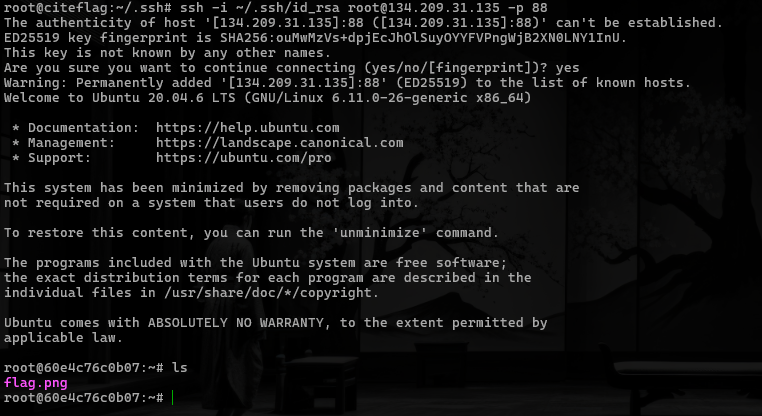 root@citeflag:~/.ssh# ssh -i ~/.ssh/id_rsa root@134.209.31.135 -p 88
The authenticity of host '[134.209.31.135]:88 ([134.209.31.135]:88)' can't be established.
ED25519 key fingerprint is SHA256:ouMwMzVs+dpjEcJhOlSuyOYYFVPngWjB2XN0LNY1InU.
This key is not known by any other names.
Are you sure you want to continue connecting (yes/no/[fingerprint])? yes
Warning: Permanently added '[134.209.31.135]:88' (ED25519) to the list of known hosts.
Welcome to Ubuntu 20.04.6 LTS (GNU/Linux 6.11.0-26-generic x86_64)

 * Documentation:  https://help.ubuntu.com
 * Management:     https://landscape.canonical.com
 * Support:        https://ubuntu.com/pro

This system has been minimized by removing packages and content that are
not required on a system that users do not log into.

To restore this content, you can run the 'unminimize' command.

The programs included with the Ubuntu system are free software;
the exact distribution terms for each program are described in the
individual files in /usr/share/doc/*/copyright.

Ubuntu comes with ABSOLUTELY NO WARRANTY, to the extent permitted by
applicable law.

root@60e4c76c0b07:~# ls
flag.png
root@60e4c76c0b07:~#